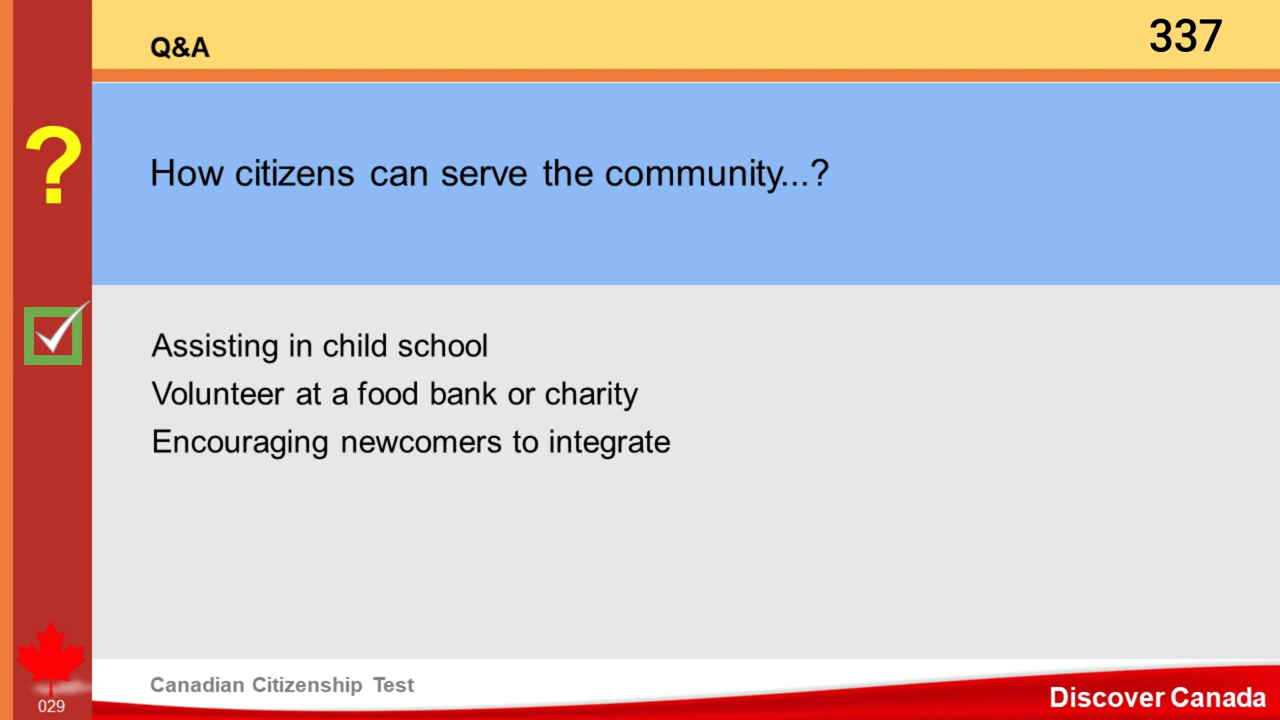 Q&A
337
?
How citizens can serve the community...?
Assisting in child school
Volunteer at a food bank or charity
Encouraging newcomers to integrate
Canadian Citizenship Test
029
Discover Canada